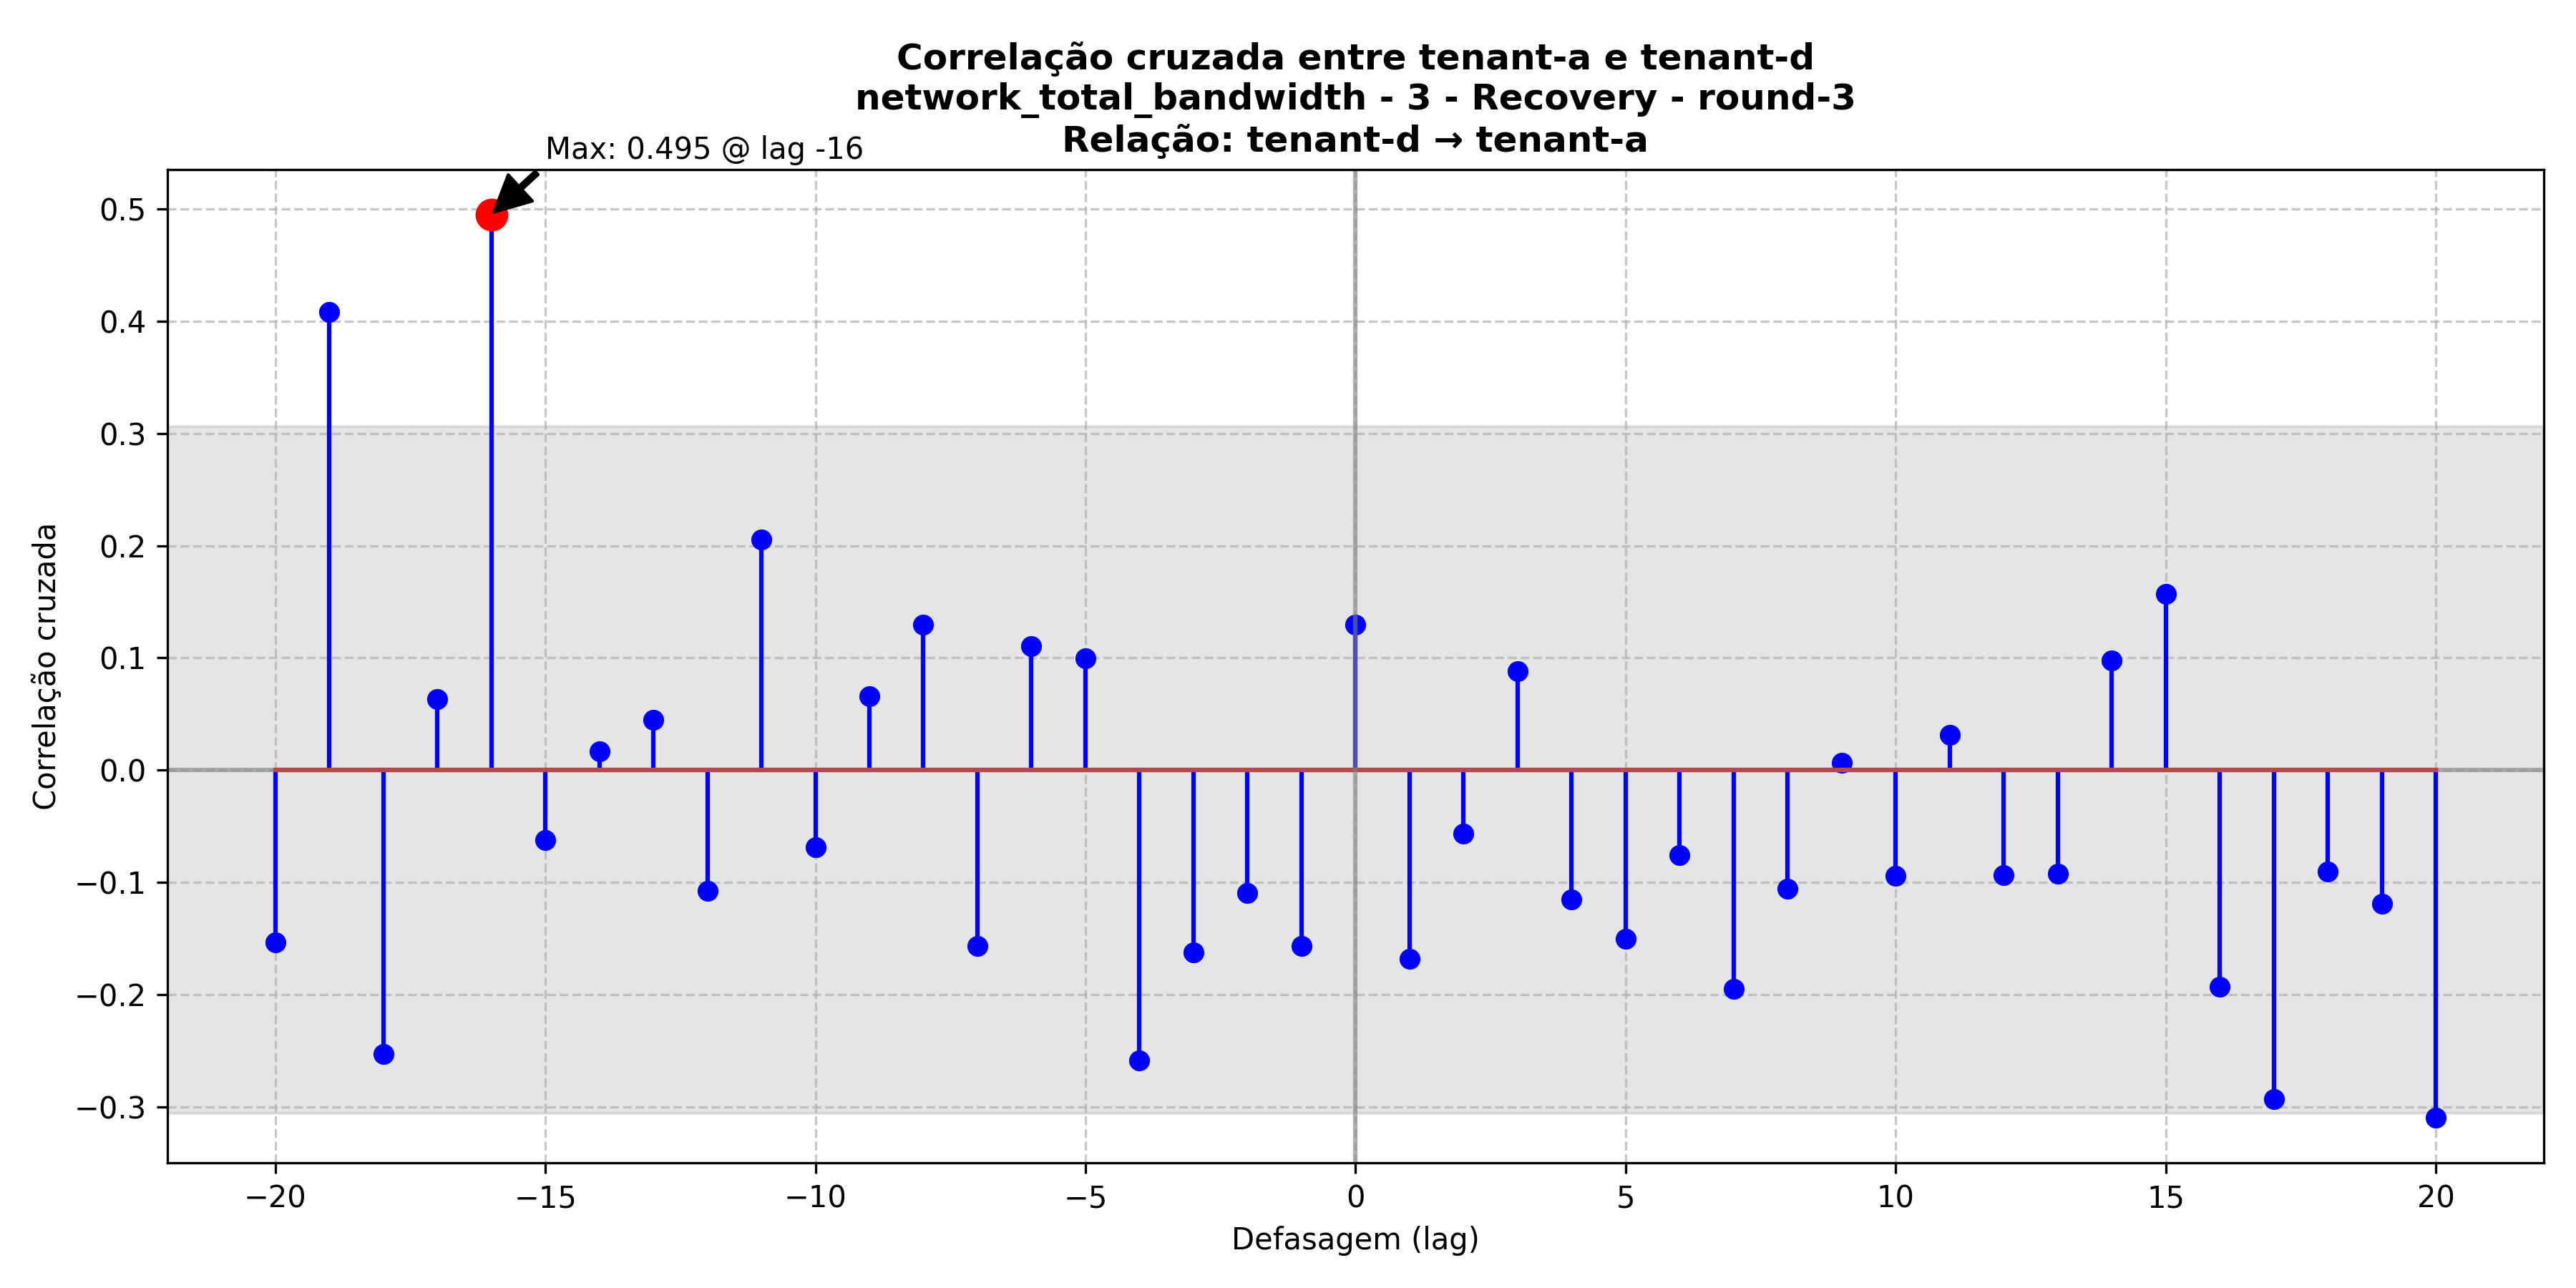 Correlação cruzada entre tenant-a e tenant-d
network_total_bandwidth - 3 - Recovery - round-3
Relação: tenant-d → tenant-a
Max: 0.495 @ lag -16
0.5
0.4
0.3
0.2
0.1
0.0
−0.1
−0.2
−0.3
Correlação cruzada
−20 −15 −10 −5 0 5 10 15 20
Defasagem (lag)